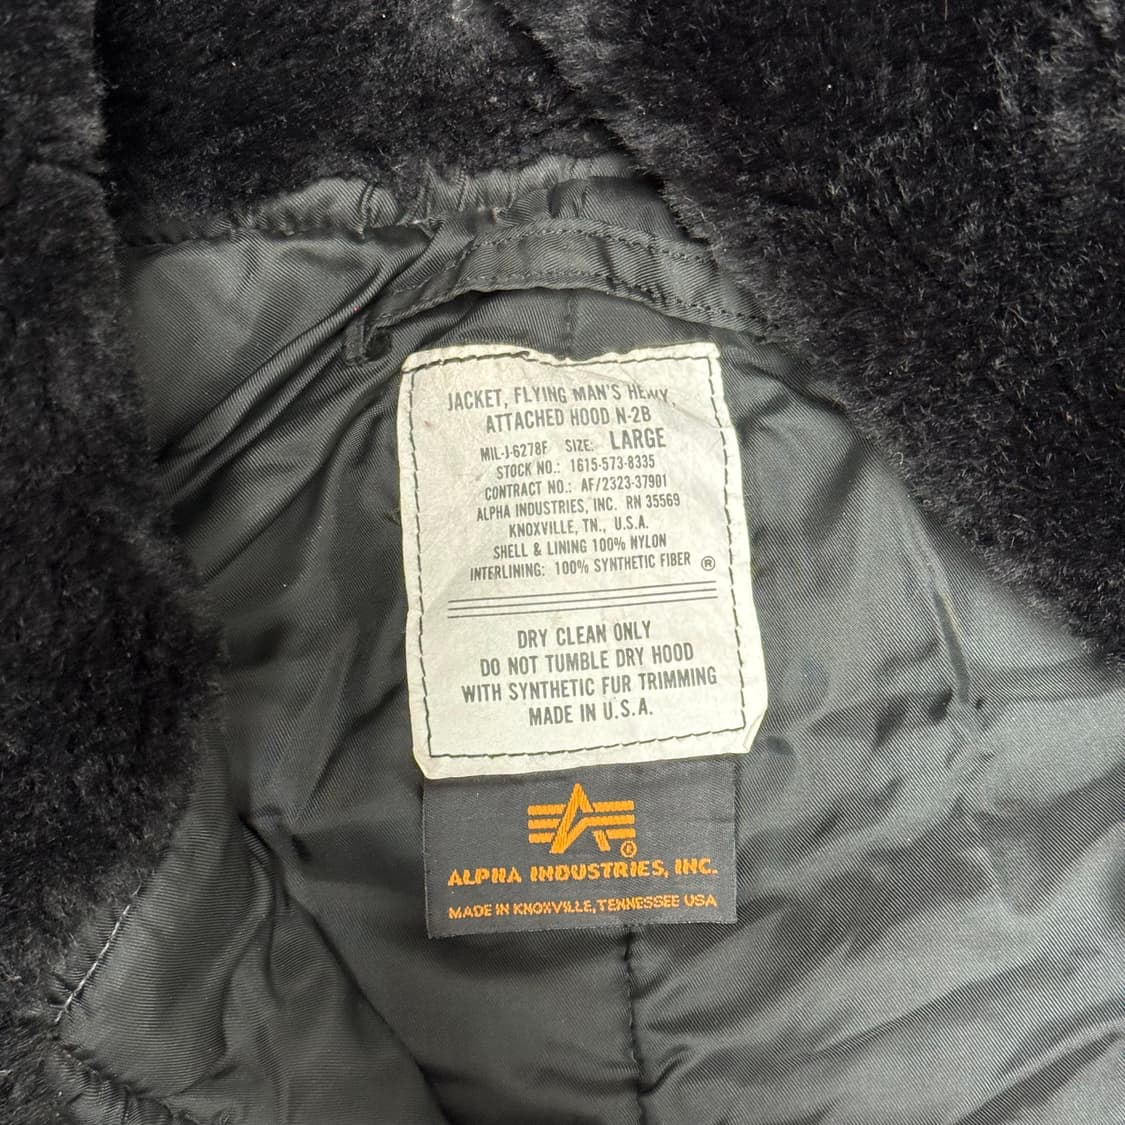 JACKET, FLYING MAN'S HEAVY,
ATTACHED HOOD N-2B
MIL-J-6278F SIZE: LARGE
STOCK NO.: 1615-573-8335
CONTRACT NO.: AF/2323-37901
ALPHA INDUSTRIES, INC. RN 35569
KNOXVILLE, TN., U.S.A.
SHELL & LINING 100% NYLON
INTERLINING: 100% SYNTHETIC FIBER ®
DRY CLEAN ONLY
DO NOT TUMBLE DRY HOOD
WITH SYNTHETIC FUR TRIMMING
MADE IN U.S.A.
®
ALPHA INDUSTRIES, INC.
MADE IN KNOXVILLE, TENNESSEE USA